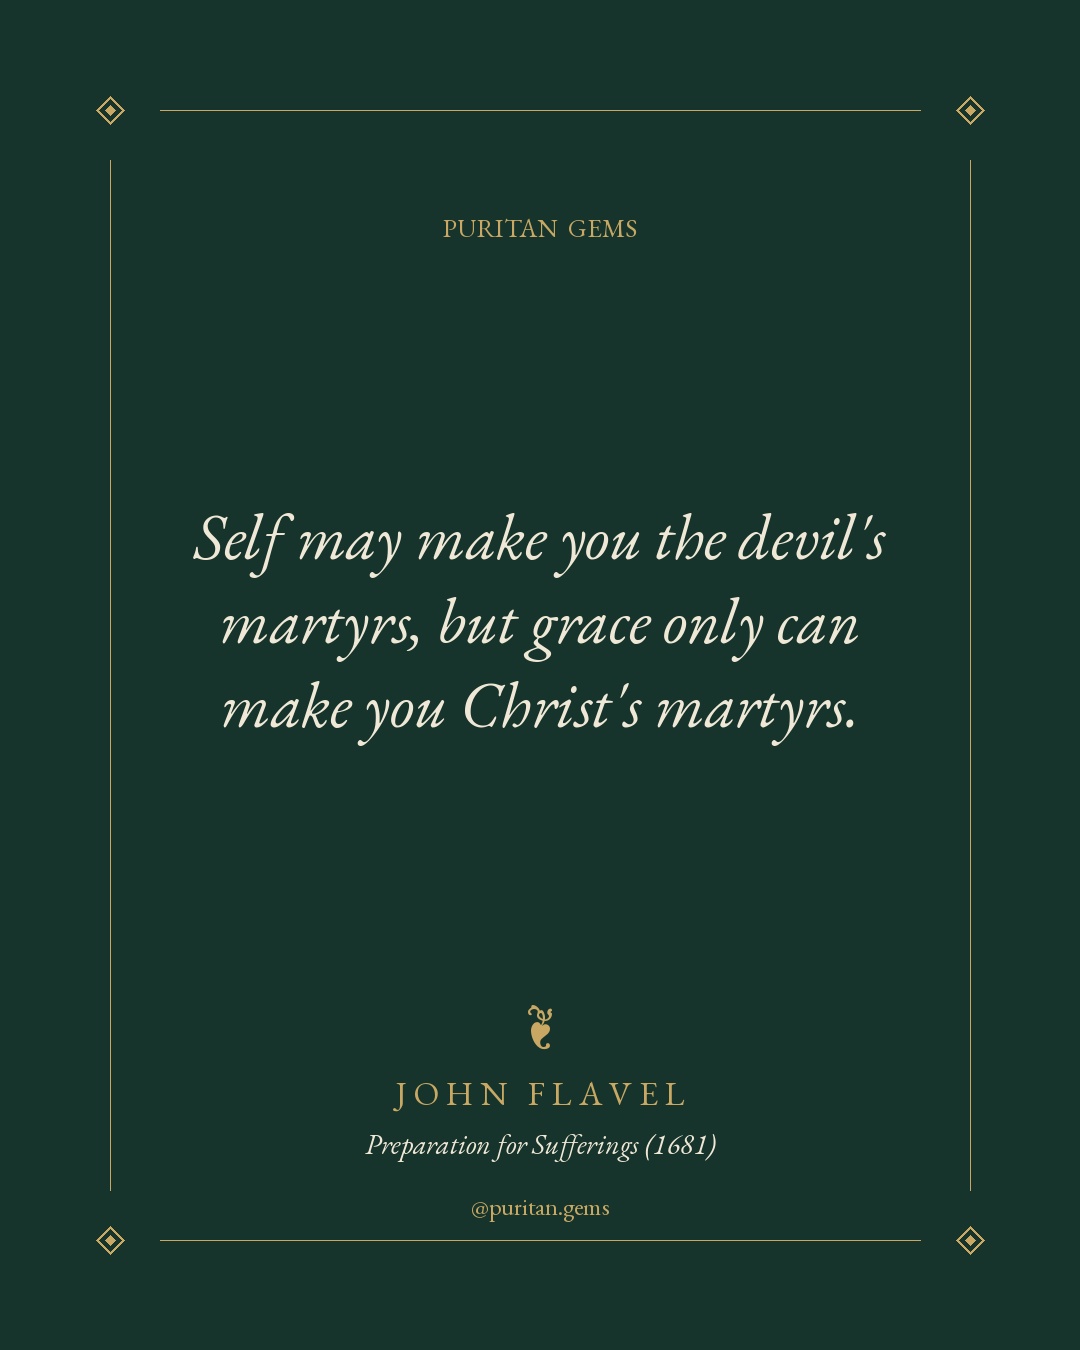 PURITAN GEMS
Self may make you the devil's
martyrs, but grace only can
make you Christ's martyrs.
JOHN FLAVEL
Preparation for Sufferings (1681)
@puritan.gems